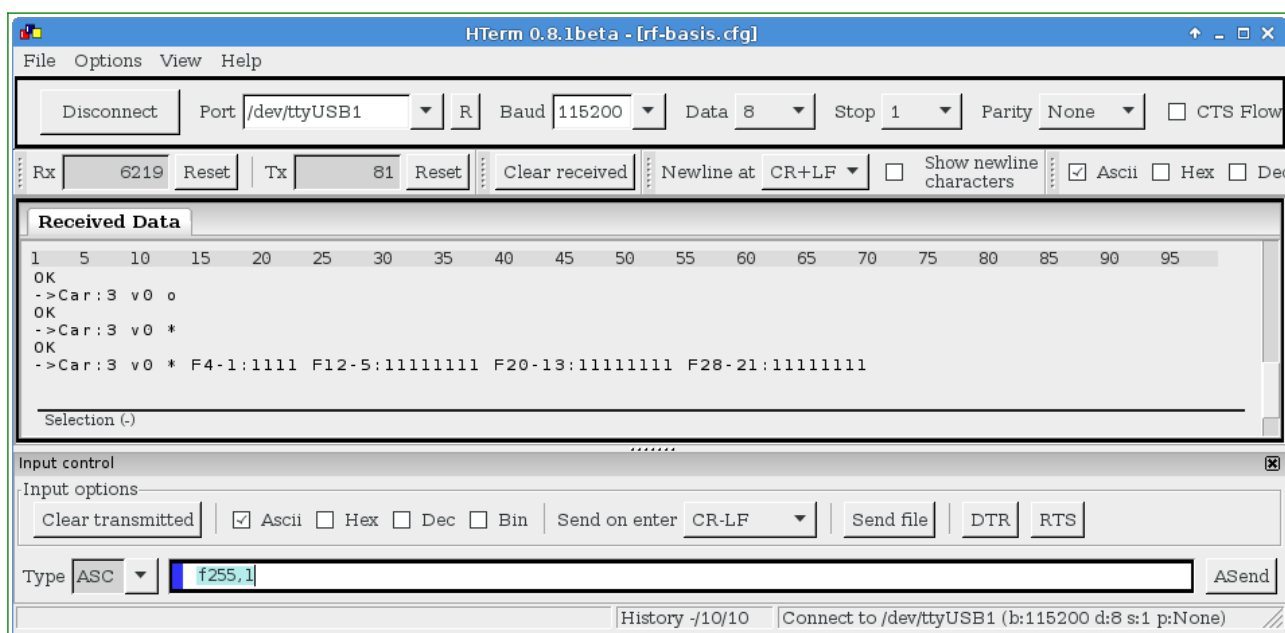 HTerm 0.8.1beta - [rf-basis.cfg]
File Options View Help
Disconnect Port /dev/ttyUSB1 R Baud 115200 Data 8 Stop 1 Parity None CTS Flow
Rx 6219 Reset Tx 81 Reset Clear received Newline at CR+LF Show newline characters Ascii Hex Dec
Received Data
1 5 10 15 20 25 30 35 40 45 50 55 60 65 70 75 80 85 90 95
OK
->Car:3 v0 o
OK
->Car:3 v0 *
OK
->Car:3 v0 * F4-1:1111 F12-5:11111111 F20-13:11111111 F28-21:11111111
Selection (-)
Input control
Input options
Clear transmitted Ascii Hex Dec Bin Send on enter CR-LF Send file DTR RTS
Type ASC f255,1 ASend
History -/10/10 Connect to /dev/ttyUSB1 (b:115200 d:8 s:1 p:None)